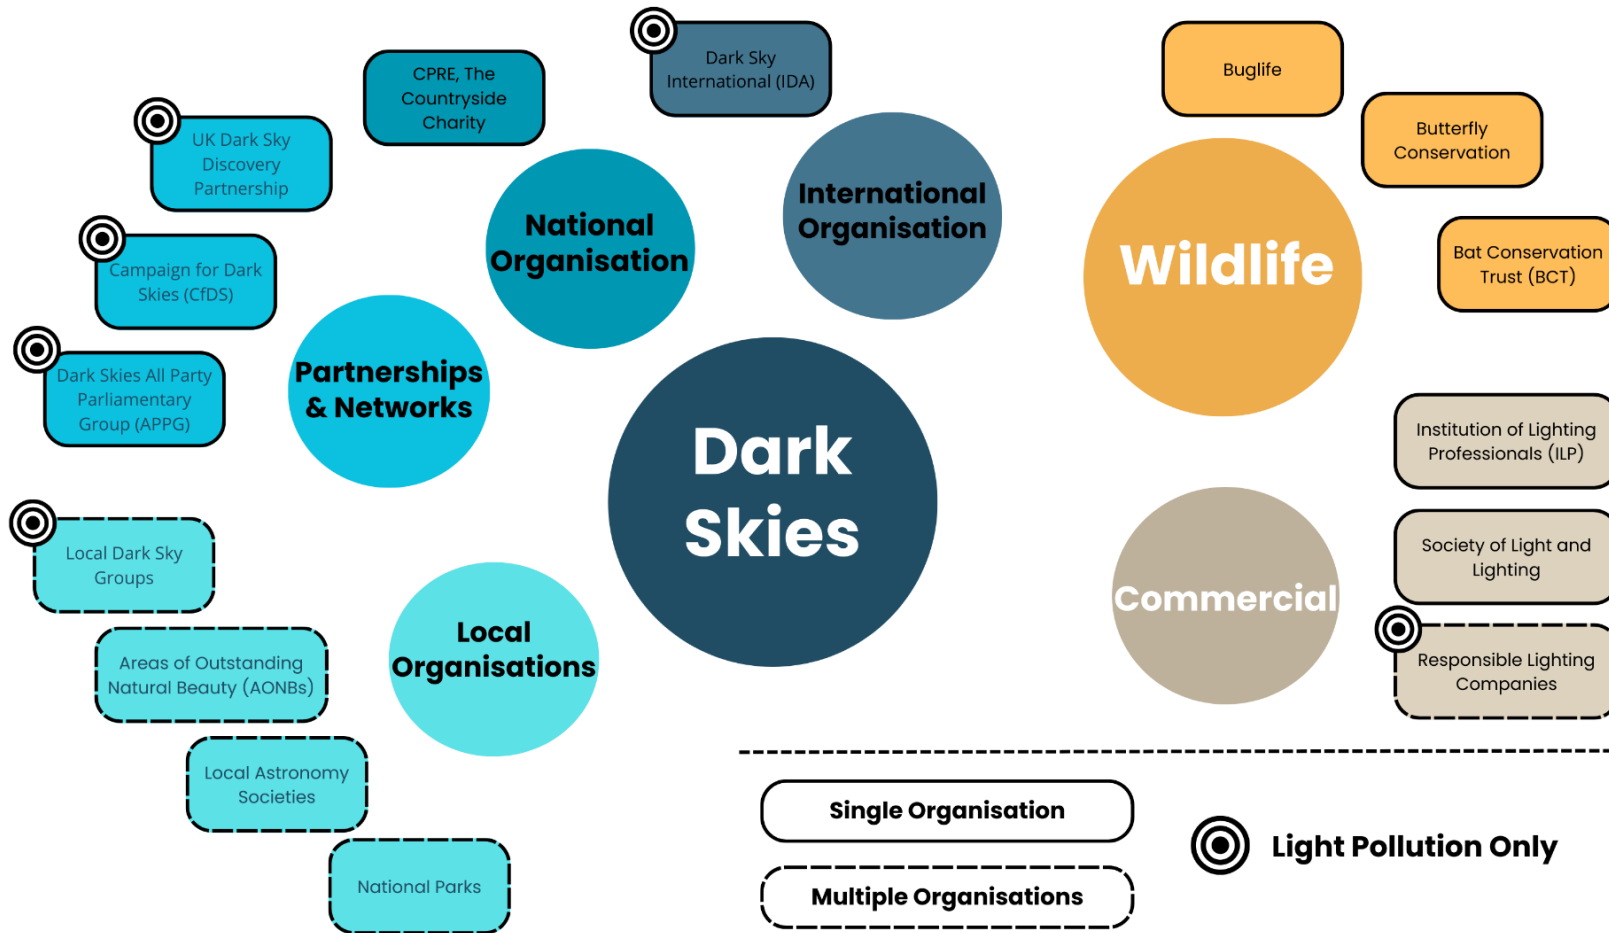 CPRE, The
Countryside
Charity
Dark Sky
International (IDA)
Buglife
Butterfly
Conservation
UK Dark Sky
Discovery
Partnership
National
Organisation
International
Organisation
Wildlife
Bat Conservation
Trust (BCT)
Campaign for Dark
Skies (CfDS)
Dark Skies All Party
Parliamentary
Group (APPG)
Partnerships
& Networks
Dark
Skies
Institution of Lighting
Professionals (ILP)
Society of Light and
Lighting
Commercial
Responsible Lighting
Companies
Local Dark Sky
Groups
Local
Organisations
Areas of Outstanding
Natural Beauty (AONBs)
Local Astronomy
Societies
National Parks
Single Organisation
Multiple Organisations
Light Pollution Only